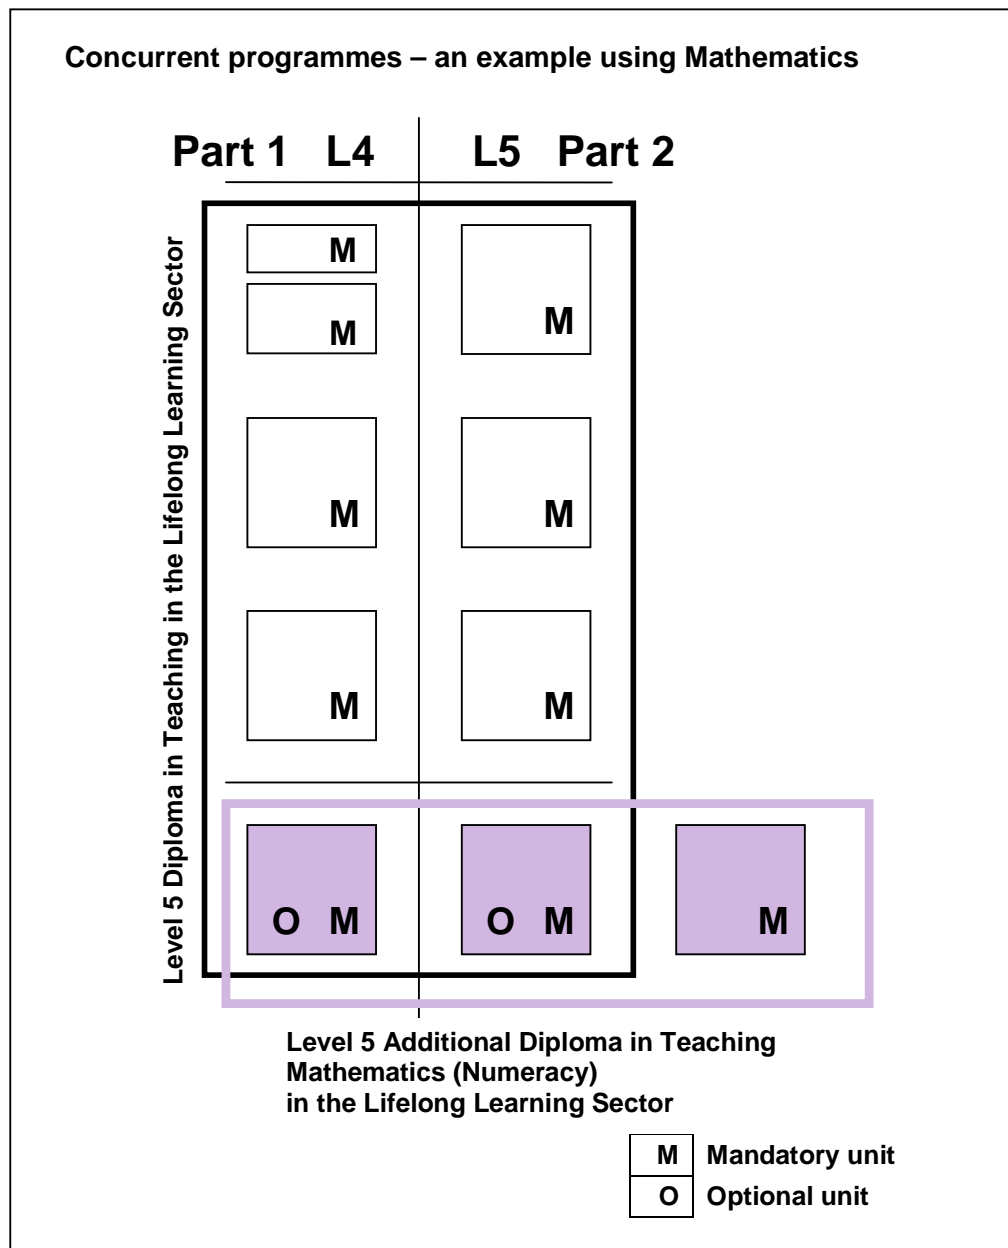 Concurrent programmes – an example using Mathematics
Part 1 L4 L5 Part 2
Level 5 Diploma in Teaching in the Lifelong Learning Sector
M
M
M
M
M
M
M
O M
O M
M
Level 5 Additional Diploma in Teaching
Mathematics (Numeracy)
in the Lifelong Learning Sector
M Mandatory unit
O Optional unit